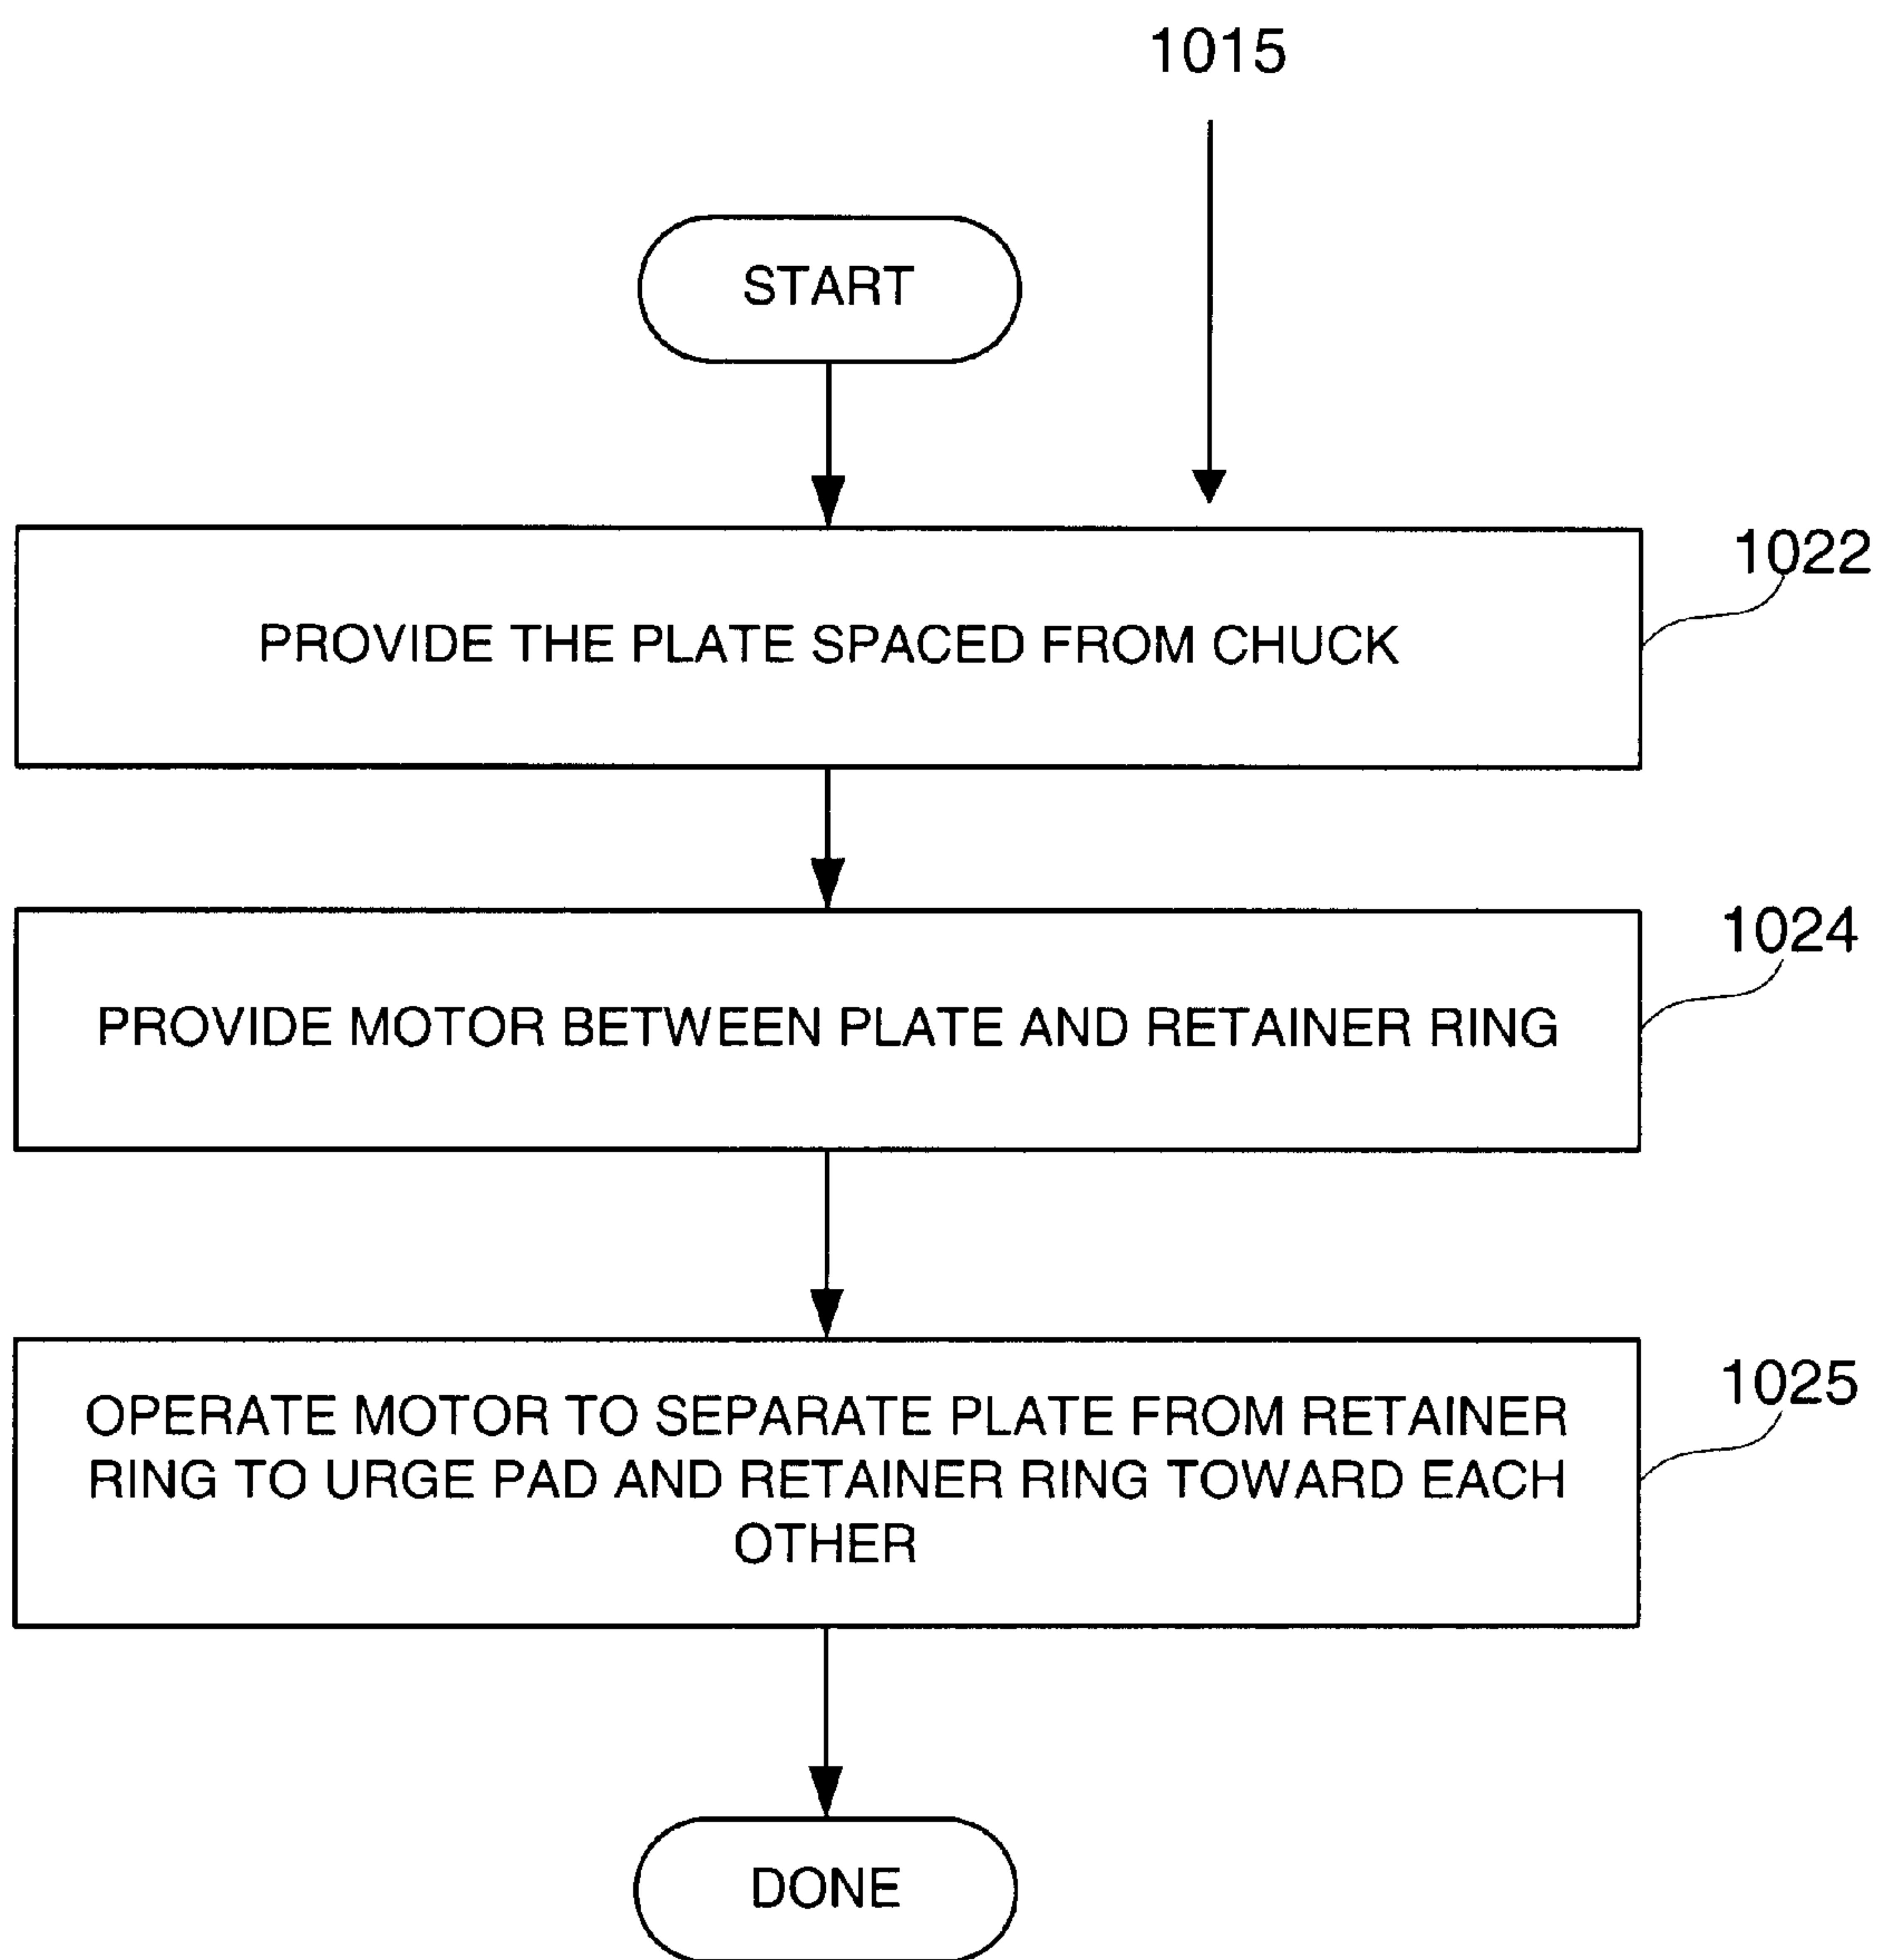 1015
START
1022
PROVIDE THE PLATE SPACED FROM CHUCK
1024
PROVIDE MOTOR BETWEEN PLATE AND RETAINER RING
1025
OPERATE MOTOR TO SEPARATE PLATE FROM RETAINER
RING TO URGE PAD AND RETAINER RING TOWARD EACH
OTHER
DONE